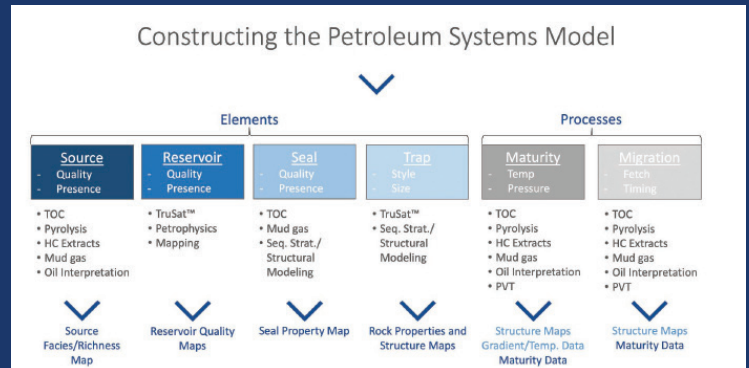 Constructing the Petroleum Systems Model
Elements
Processes
Source
- Quality
- Presence
Reservoir
- Quality
- Presence
Seal
- Quality
- Presence
Trap
- Style
- Size
Maturity
- Temp
- Pressure
Migration
- Fetch
- Timing
• TOC
• Pyrolysis
• HC Extracts
• Mud gas
• Oil Interpretation
• TruSat™
• Petrophysics
• Mapping
• TOC
• Mud gas
• Seq. Strat./
Structural
Modeling
• TruSat™
• Seq. Strat./
Structural
Modeling
• TOC
• Pyrolysis
• HC Extracts
• Mud gas
• Oil Interpretation
• PVT
• TOC
• Pyrolysis
• HC Extracts
• Mud gas
• Oil Interpretation
• PVT
Source
Facies/Richness
Map
Reservoir Quality
Maps
Seal Property Map
Rock Properties and
Structure Maps
Structure Maps
Gradient/Temp. Data
Maturity Data
Structure Maps
Maturity Data